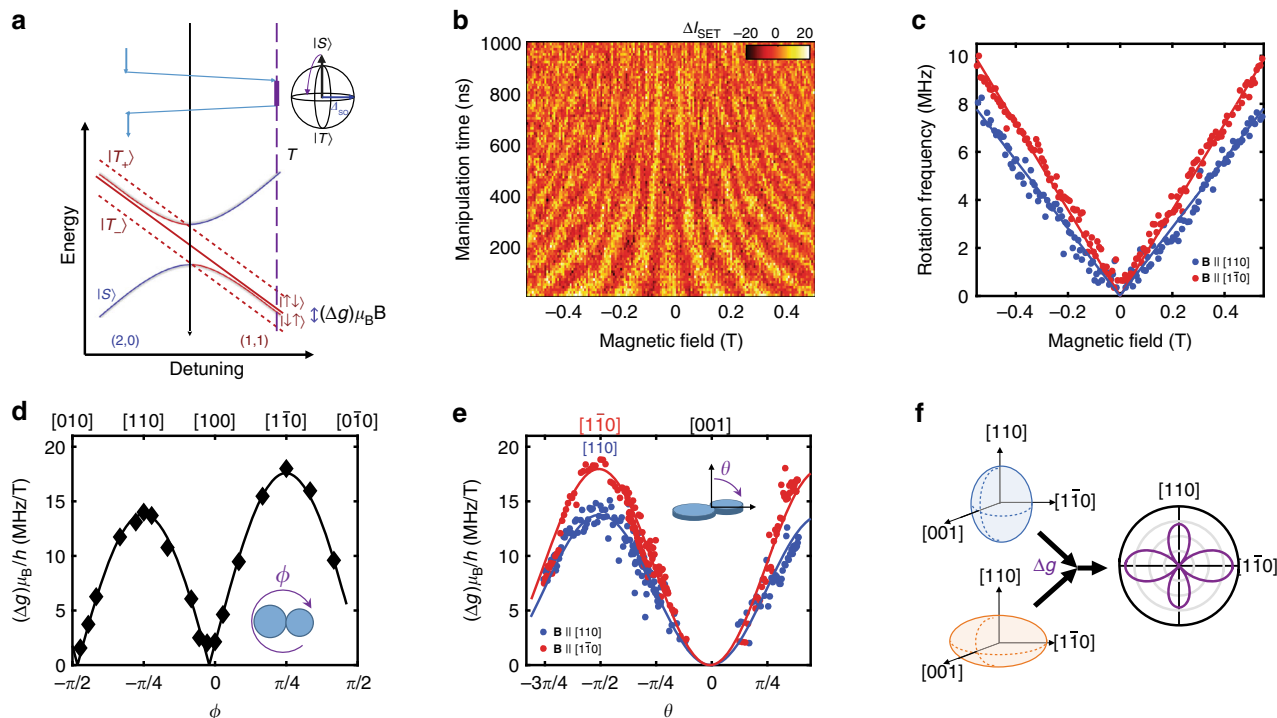 a
|S⟩
Δ_SO
|T⟩
T
|T₊⟩
|T₋⟩
|S⟩
|↑↓⟩
|↓↑⟩
(Δg)μ_BB
(2,0)
(1,1)
Energy
Detuning
b
ΔI_SET
−20
0
20
1000
800
600
400
200
Manipulation time (ns)
−0.4
−0.2
0
0.2
0.4
Magnetic field (T)
c
10
8
6
4
2
0
Rotation frequency (MHz)
B || [110]
B || [11̅0]
−0.4
−0.2
0
0.2
0.4
Magnetic field (T)
d
[010]
[110]
[100]
[11̅0]
[01̅0]
20
15
10
5
0
(Δg)μ_B/h (MHz/T)
ϕ
−π/2
−π/4
0
π/4
π/2
ϕ
e
[11̅0]
[110]
[001]
20
15
10
5
0
(Δg)μ_B/h (MHz/T)
θ
B || [110]
B || [11̅0]
−3π/4
−π/2
−π/4
0
π/4
θ
f
[110]
[11̅0]
[001]
Δg
[110]
[11̅0]
[110]
[11̅0]
[001]